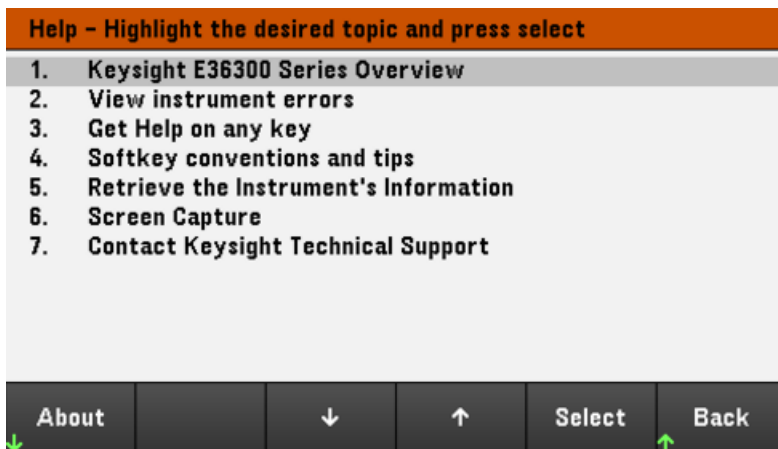 Help – Highlight the desired topic and press select
1. Keysight E36300 Series Overview
2. View instrument errors
3. Get Help on any key
4. Softkey conventions and tips
5. Retrieve the Instrument's Information
6. Screen Capture
7. Contact Keysight Technical Support
About ↓ ↑ Select Back